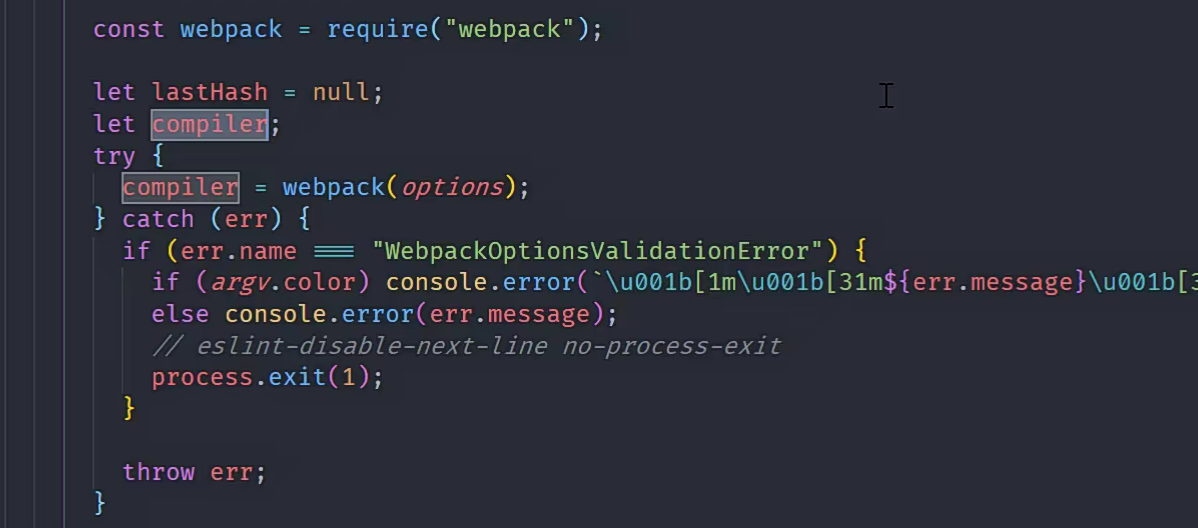 const webpack = require("webpack");
let lastHash = null;
let compiler;
try {
compiler = webpack(options);
} catch (err) {
if (err.name === "WebpackOptionsValidationError") {
if (argv.color) console.error(`\u001b[1m\u001b[31m${err.message}\u001b[3
else console.error(err.message);
// eslint-disable-next-line no-process-exit
process.exit(1);
}
throw err;
}